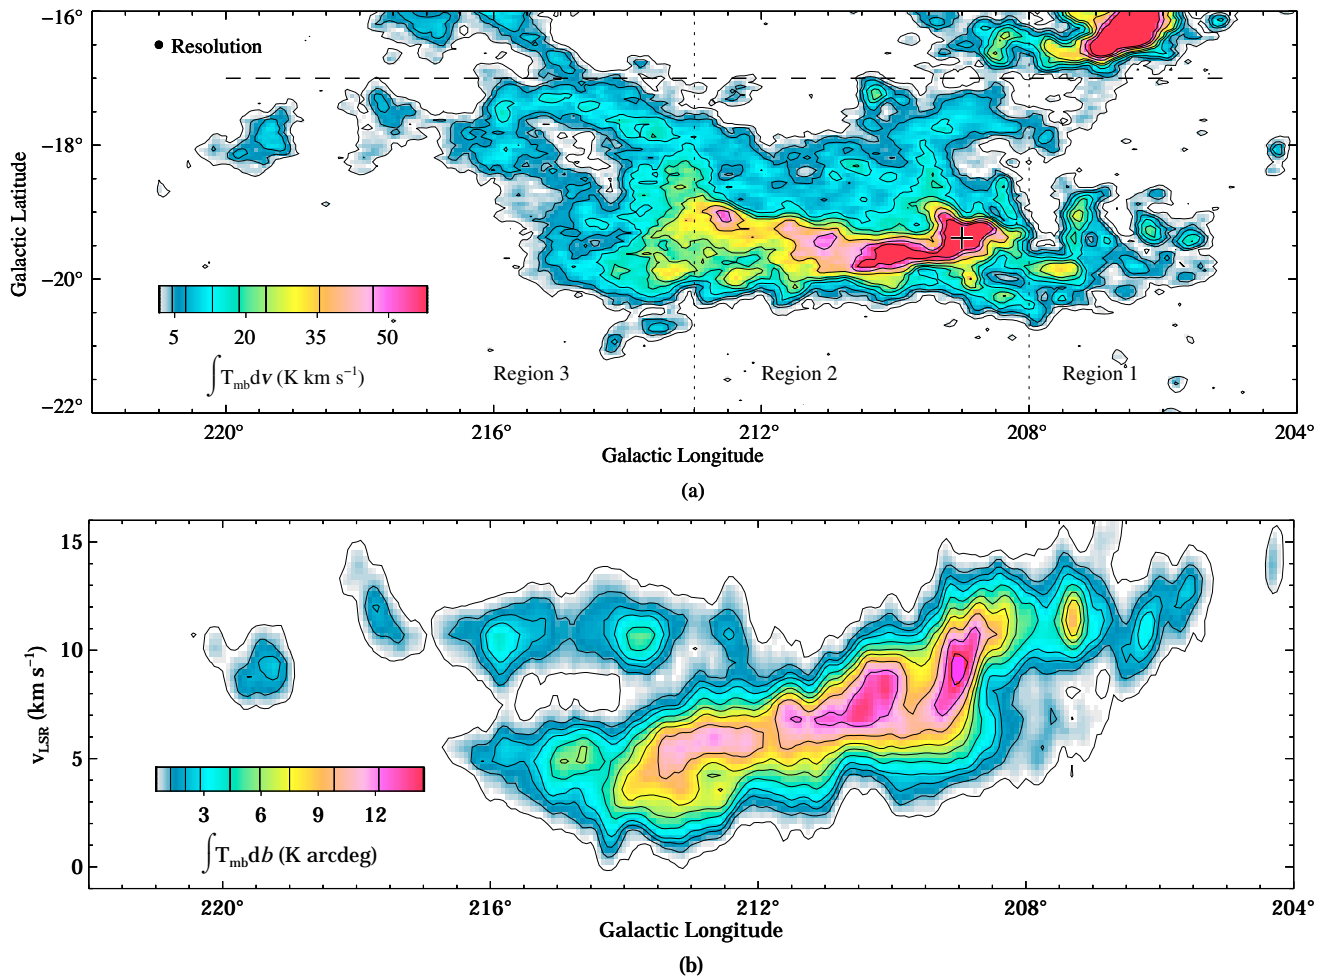 −16°
−18°
−20°
−22°
Galactic Latitude
Resolution
5 20 35 50
∫T_mb dv (K km s⁻¹)
Region 3 Region 2 Region 1
220° 216° 212° 208° 204°
Galactic Longitude
(a)
15
10
5
0
v_LSR (km s⁻¹)
3 6 9 12
∫T_mb db (K arcdeg)
220° 216° 212° 208° 204°
Galactic Longitude
(b)